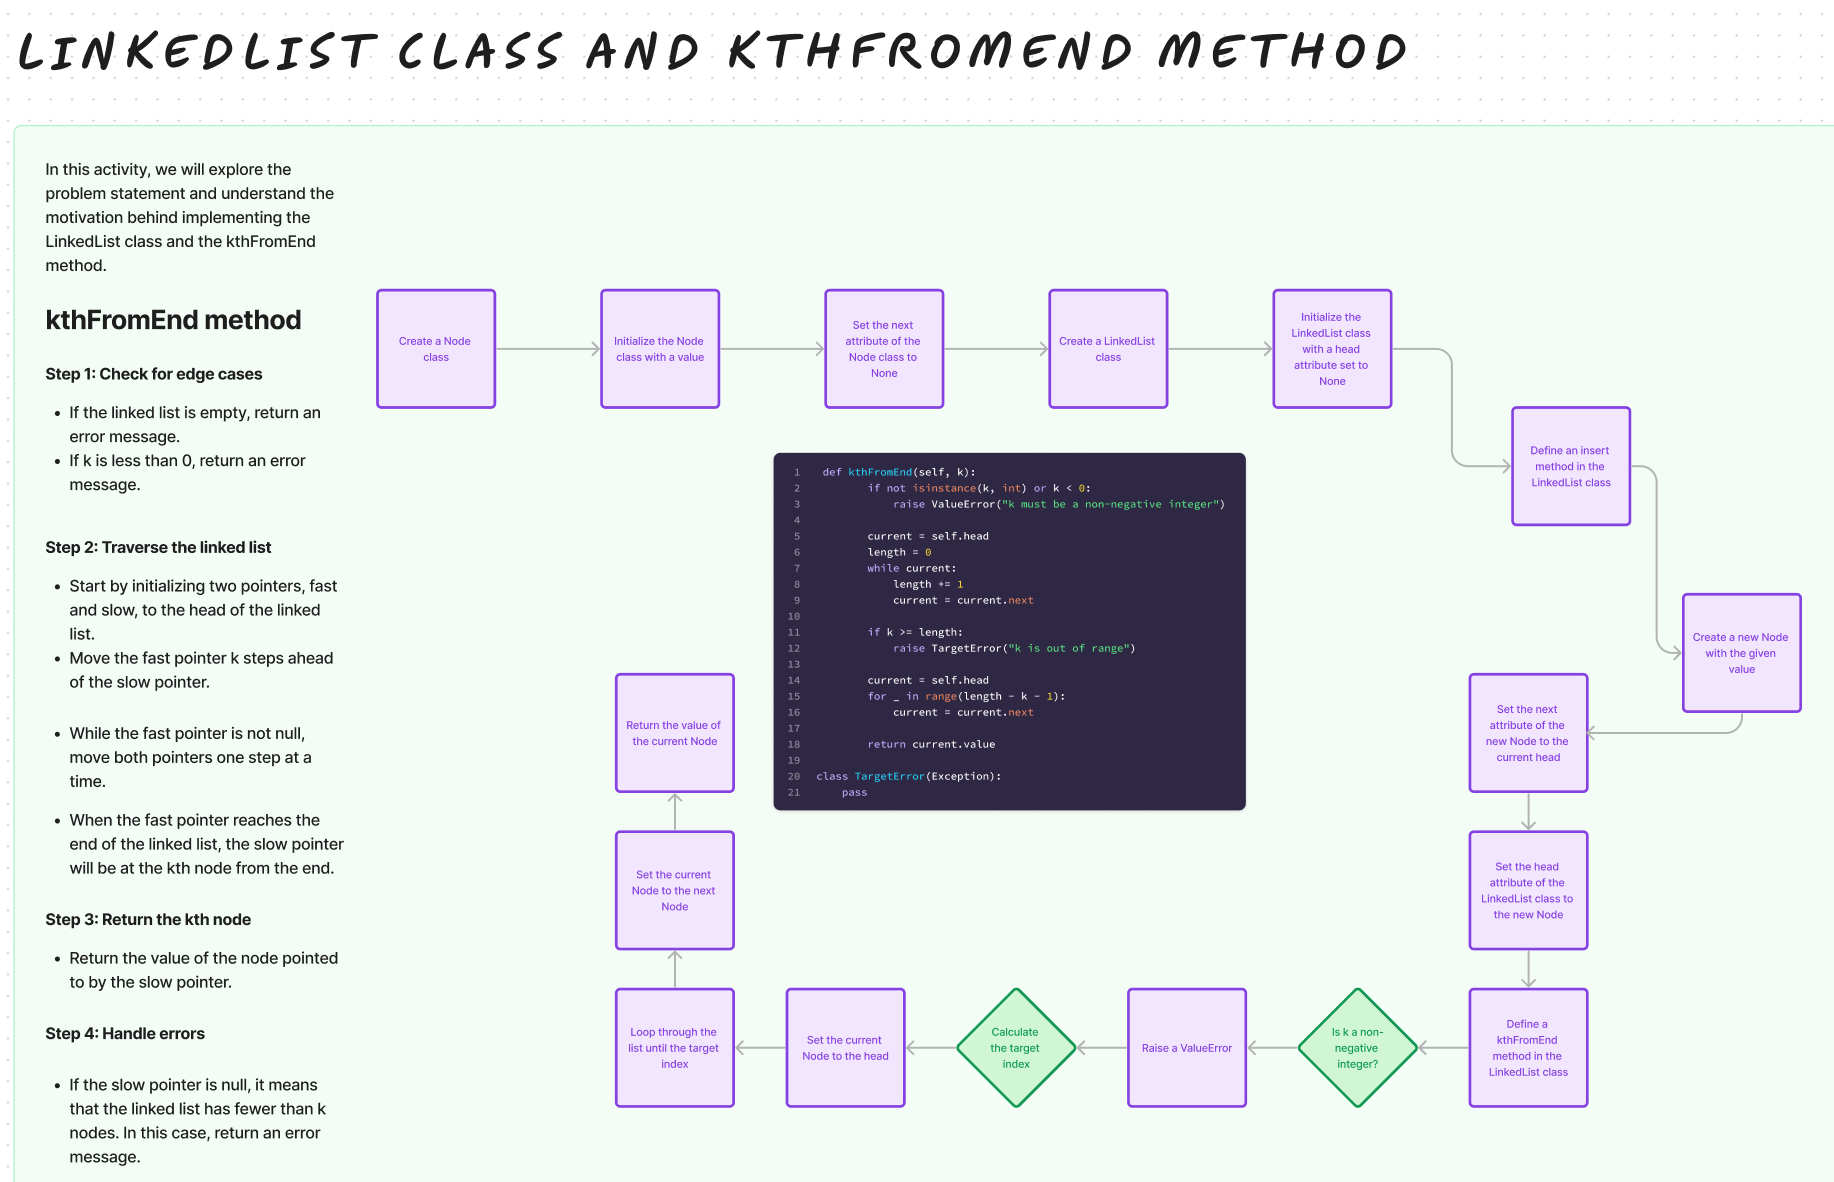 LINKEDLIST CLASS AND KTHFROMEND METHOD
In this activity, we will explore the
problem statement and understand the
motivation behind implementing the
LinkedList class and the kthFromEnd
method.
kthFromEnd method
Step 1: Check for edge cases
• If the linked list is empty, return an
error message.
• If k is less than 0, return an error
message.
Step 2: Traverse the linked list
• Start by initializing two pointers, fast
and slow, to the head of the linked
list.
• Move the fast pointer k steps ahead
of the slow pointer.
• While the fast pointer is not null,
move both pointers one step at a
time.
• When the fast pointer reaches the
end of the linked list, the slow pointer
will be at the kth node from the end.
Step 3: Return the kth node
• Return the value of the node pointed
to by the slow pointer.
Step 4: Handle errors
• If the slow pointer is null, it means
that the linked list has fewer than k
nodes. In this case, return an error
message.
Create a Node
class
Initialize the Node
class with a value
Set the next
attribute of the
Node class to
None
Create a LinkedList
class
Initialize the
LinkedList class
with a head
attribute set to
None
Define an insert
method in the
LinkedList class
Create a new Node
with the given
value
Set the next
attribute of the
new Node to the
current head
Set the head
attribute of the
LinkedList class to
the new Node
Define a
kthFromEnd
method in the
LinkedList class
Is k a non-
negative
integer?
Raise a ValueError
Calculate
the target
index
Set the current
Node to the head
Loop through the
list until the target
index
Set the current
Node to the next
Node
Return the value of
the current Node
1 def kthFromEnd(self, k):
2 if not isinstance(k, int) or k < 0:
3 raise ValueError("k must be a non-negative integer")
4
5 current = self.head
6 length = 0
7 while current:
8 length += 1
9 current = current.next
10
11 if k >= length:
12 raise TargetError("k is out of range")
13
14 current = self.head
15 for _ in range(length - k - 1):
16 current = current.next
17
18 return current.value
19
20 class TargetError(Exception):
21 pass